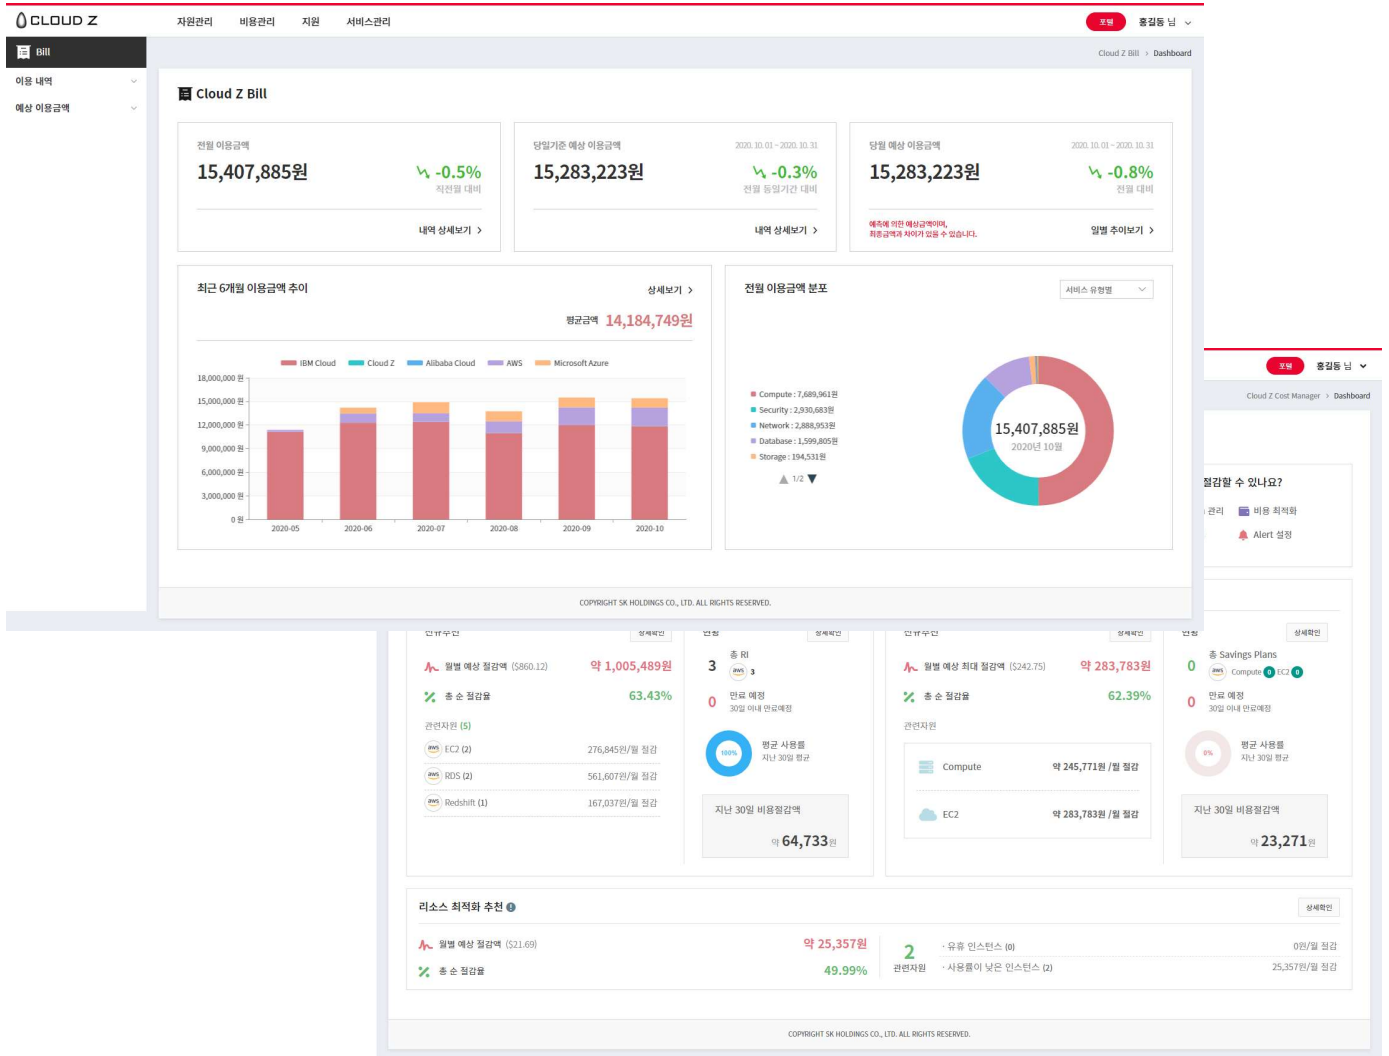 CLOUD Z
자원관리 비용관리 지원 서비스관리
포털 홍길동 님
Bill
이용 내역
예상 이용금액
Cloud Z Bill > Dashboard
Cloud Z Bill
전월 이용금액
15,407,885원
-0.5%
직전월 대비
내역 상세보기 >
당일기준 예상 이용금액
2020. 10. 01 ~ 2020. 10. 31
15,283,223원
-0.3%
전월 동일기간 대비
내역 상세보기 >
당월 예상 이용금액
2020. 10. 01 ~ 2020. 10. 31
15,283,223원
-0.8%
전월 대비
예측에 의한 예상금액이며,
최종금액과 차이가 있을 수 있습니다.
일별 추이보기 >
최근 6개월 이용금액 추이
상세보기 >
평균금액 14,184,749원
IBM Cloud Cloud Z Alibaba Cloud AWS Microsoft Azure
18,000,000 원
15,000,000 원
12,000,000 원
9,000,000 원
6,000,000 원
3,000,000 원
0 원
2020-05 2020-06 2020-07 2020-08 2020-09 2020-10
전월 이용금액 분포
서비스 유형별
Compute : 7,689,961원
Security : 2,930,683원
Network : 2,888,953원
Database : 1,599,805원
Storage : 194,531원
1/2
15,407,885원
2020년 10월
COPYRIGHT SK HOLDINGS CO., LTD. ALL RIGHTS RESERVED.
포털 홍길동 님
Cloud Z Cost Manager > Dashboard
절감할 수 있나요?
관리 비용 최적화
Alert 설정
신규추천 상세확인
월별 예상 절감액 ($860.12) 약 1,005,489원
총 순 절감율 63.43%
관련자원 (5)
aws EC2 (2) 276,845원/월 절감
aws RDS (2) 561,607원/월 절감
aws Redshift (1) 167,037원/월 절감
현황 상세확인
3 총 RI
aws 3
0 만료 예정
30일 이내 만료예정
100% 평균 사용률
지난 30일 평균
지난 30일 비용절감액
약 64,733원
신규추천 상세확인
월별 예상 최대 절감액 ($242.75) 약 283,783원
총 순 절감율 62.39%
관련자원
Compute 약 245,771원 /월 절감
EC2 약 283,783원 /월 절감
현황 상세확인
0 총 Savings Plans
aws Compute 0 EC2 0
0 만료 예정
30일 이내 만료예정
0% 평균 사용률
지난 30일 평균
지난 30일 비용절감액
약 23,271원
리소스 최적화 추천 상세확인
월별 예상 절감액 ($21.69) 약 25,357원
총 순 절감율 49.99%
2
관련자원
· 유휴 인스턴스 (0) 0원/월 절감
· 사용률이 낮은 인스턴스 (2) 25,357원/월 절감
COPYRIGHT SK HOLDINGS CO., LTD. ALL RIGHTS RESERVED.